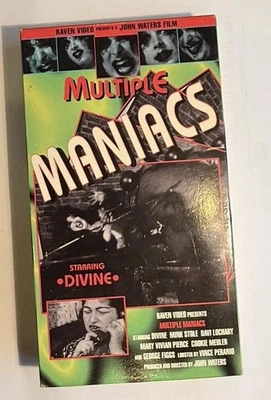 RAVEN VIDEO PRESENTS A JOHN WATERS FILM
MULTIPLE
MANIACS
STARRING
•DIVINE•
RAVEN VIDEO PRESENTS
MULTIPLE MANIACS
STARRING DIVINE MINK STOLE DAVI LOCHARY
MARY VIVIAN PIERCE COOKIE MEULER
AND GEORGE FIGGS EDITED BY VINCE PERANIO
PRODUCED AND DIRECTED BY JOHN WATERS